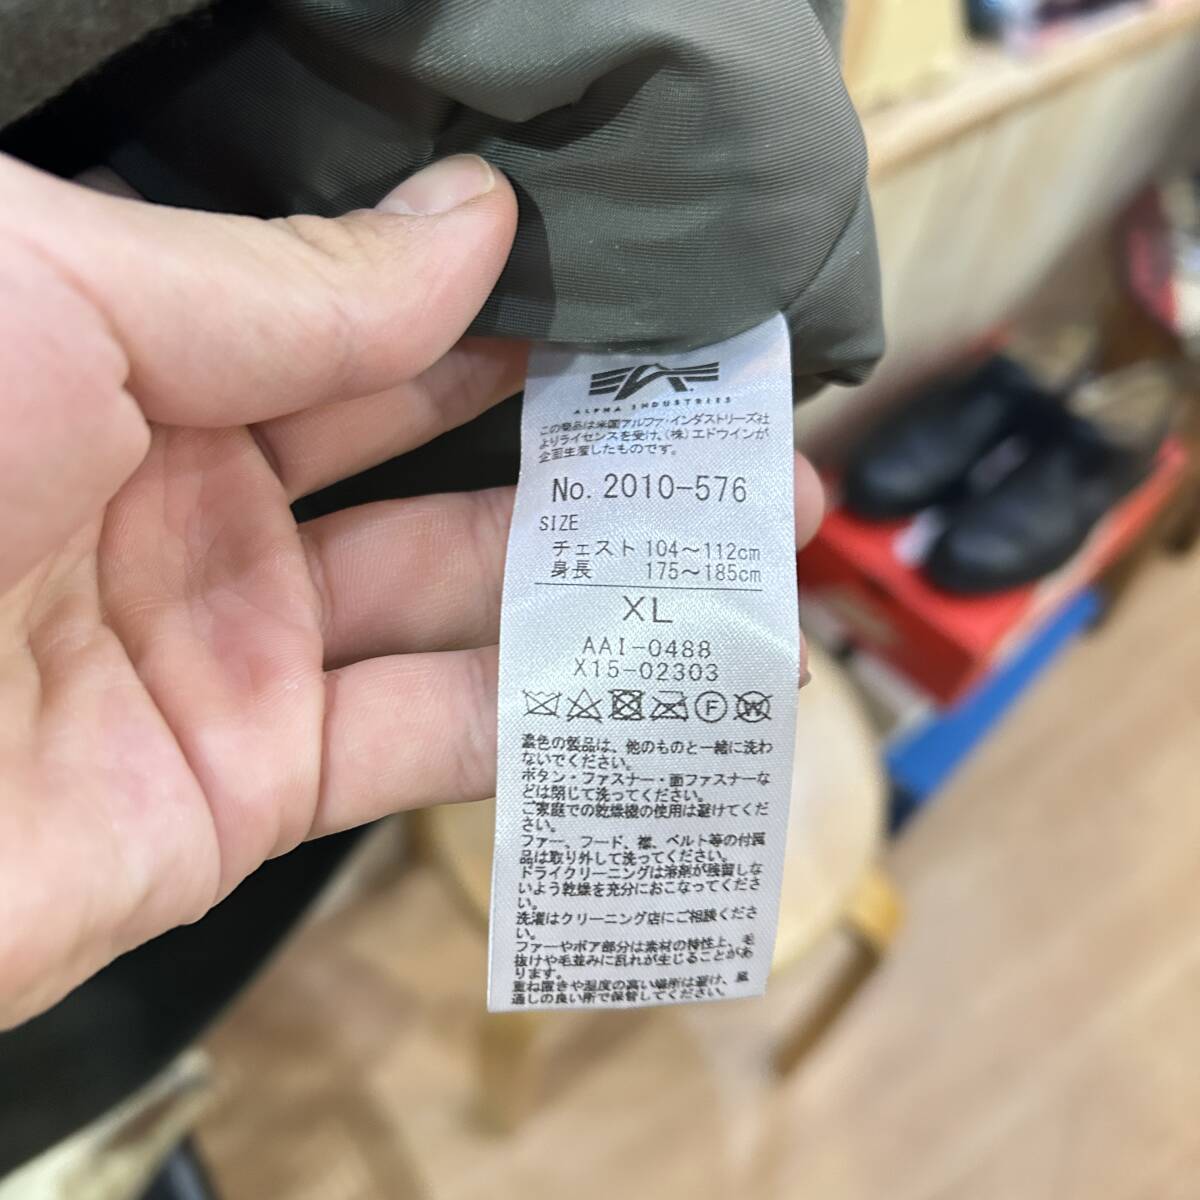 ALPHA INDUSTRIES
この商品は米国アルファ・インダストリーズ社
よりライセンスを受け、(株)エドウインが
企画生産したものです。
No. 2010-576
SIZE
チェスト 104～112cm
身長 175～185cm
XL
AAI-0488
X15-02303
F W
濃色の製品は、他のものと一緒に洗わ
ないでください。
ボタン・ファスナー・面ファスナーな
どは閉じて洗ってください。
ご家庭での乾燥機の使用は避けてくだ
さい。
ファー、フード、襟、ベルト等の付属
品は取り外して洗ってください。
ドライクリーニングは溶剤が残留しな
いよう乾燥を充分におこなってくださ
い。
洗濯はクリーニング店にご相談くださ
い。
ファーやボア部分は素材の特性上、毛
抜けや毛並みに乱れが生じることがあ
ります。
重ね置きや湿度の高い場所は避け、風
通しの良い所で保管してください。